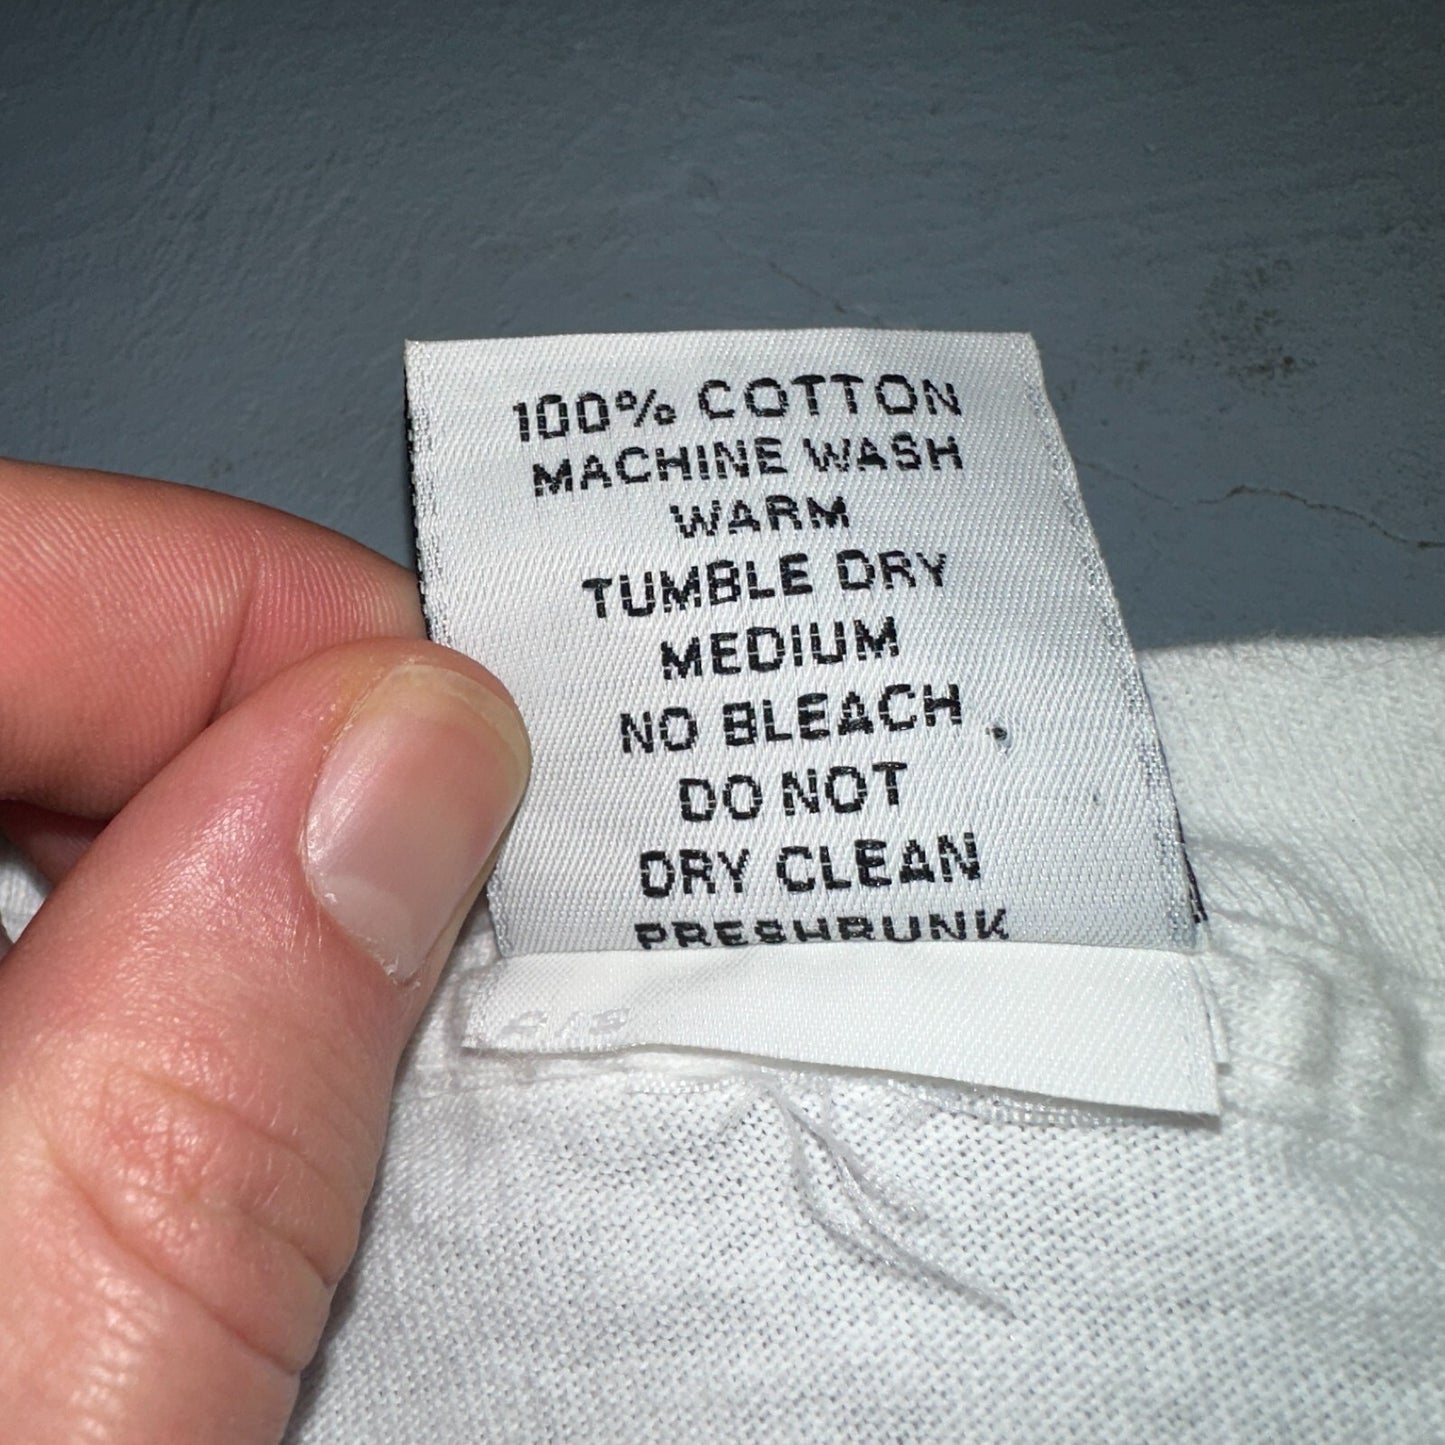 100% COTTON
MACHINE WASH
WARM
TUMBLE DRY
MEDIUM
NO BLEACH
DO NOT
DRY CLEAN
PRESHRUNK